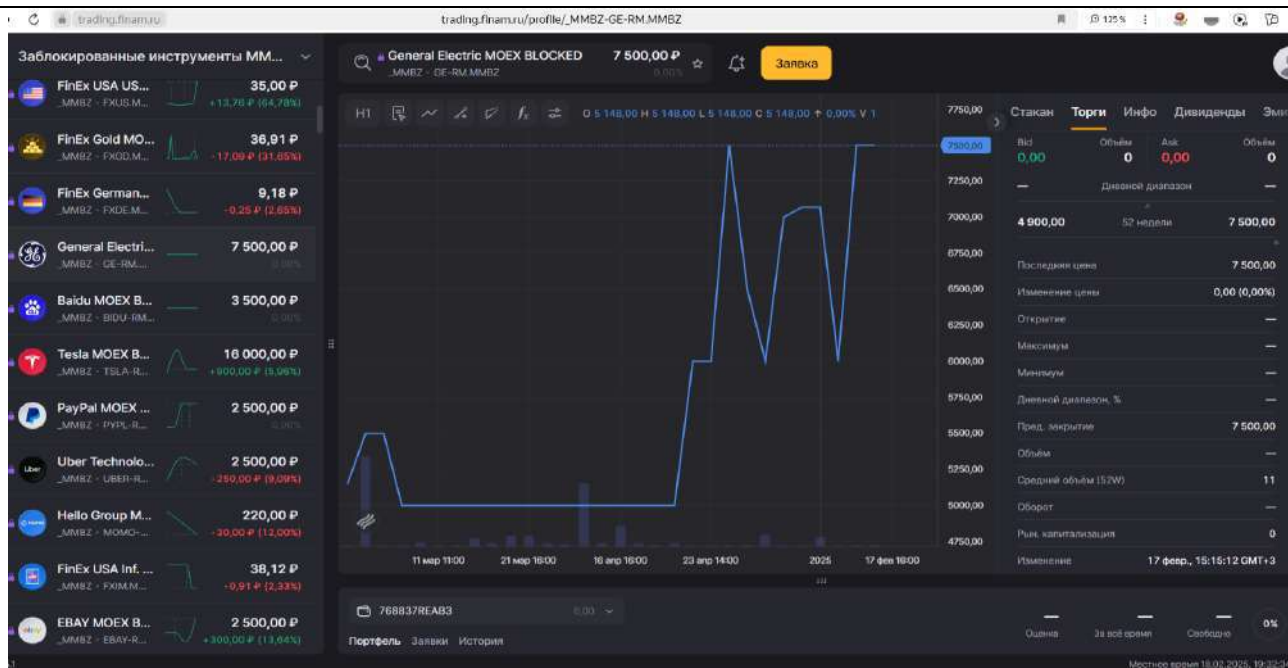 trading.finam.ru
trading.finam.ru/profile/_MMBZ-GE-RM.MMBZ
125 %
Заблокированные инструменты MM...
FinEx USA US... 35,00 ₽
_MMBZ - FXUS.M... +13,76 ₽ (64,78%)
FinEx Gold MO... 36,91 ₽
_MMBZ - FXGD.M... -17,09 ₽ (31,65%)
FinEx German... 9,18 ₽
_MMBZ - FXDE.M... -0,25 ₽ (2,65%)
General Electri... 7 500,00 ₽
_MMBZ - GE-RM.... 0,00%
Baidu MOEX B... 3 500,00 ₽
_MMBZ - BIDU-RM... 0,00%
Tesla MOEX B... 16 000,00 ₽
_MMBZ - TSLA-R... +900,00 ₽ (5,96%)
PayPal MOEX ... 2 500,00 ₽
_MMBZ - PYPL-R... 0,00%
Uber
Uber Technolo... 2 500,00 ₽
_MMBZ - UBER-R... -250,00 ₽ (9,09%)
Hello Group M... 220,00 ₽
_MMBZ - MOMO-... -30,00 ₽ (12,00%)
FinEx USA Inf. ... 38,12 ₽
_MMBZ - FXIM.M... -0,91 ₽ (2,33%)
ebay
EBAY MOEX B... 2 500,00 ₽
_MMBZ - EBAY-R... +300,00 ₽ (13,64%)
General Electric MOEX BLOCKED 7 500,00 ₽
_MMBZ - GE-RM.MMBZ 0,00%
Заявка
H1 O 5 148,00 H 5 148,00 L 5 148,00 C 5 148,00 ↑ 0,00% V 1
7750,00
7500,00
7250,00
7000,00
6750,00
6500,00
6250,00
6000,00
5750,00
5500,00
5250,00
5000,00
4750,00
11 мар 11:00 21 мар 16:00 16 апр 16:00 23 апр 14:00 2025 17 фев 16:00
Стакан Торги Инфо Дивиденды Эми
Bid Объём Ask Объём
0,00 0 0,00 0
— Дневной диапазон —
4 900,00 52 недели 7 500,00
Последняя цена 7 500,00
Изменение цены 0,00 (0,00%)
Открытие —
Максимум —
Минимум —
Дневной диапазон, % —
Пред. закрытие 7 500,00
Объём —
Средний объём (52W) 11
Оборот —
Рын. капитализация 0
Изменение 17 февр., 15:15:12 GMT+3
768837REAB3 0,00
Портфель Заявки История
— — —
Оценка За всё время Свободно 0%
Местное время 18.02.2025, 19: